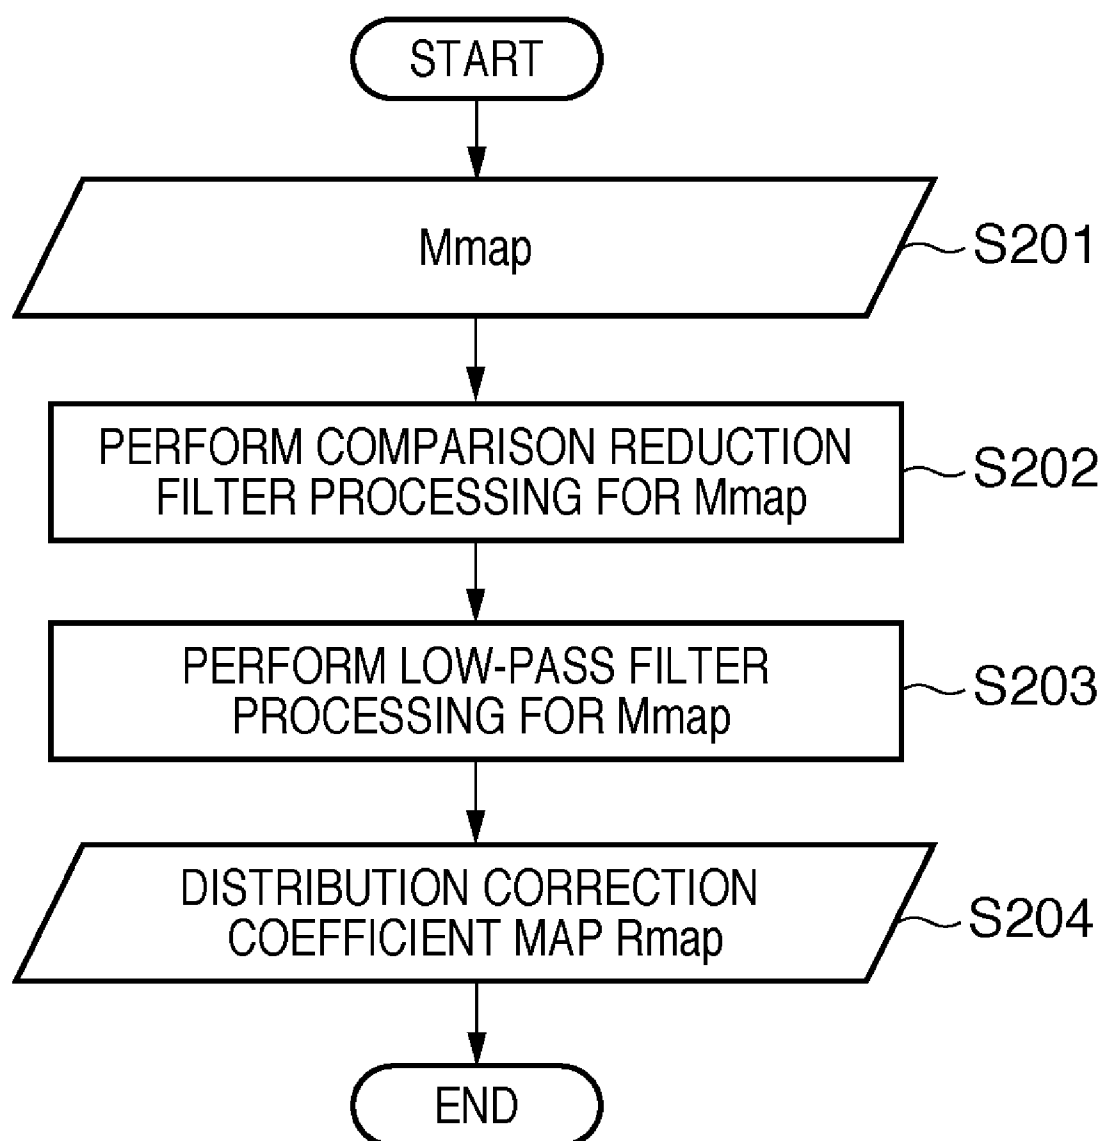 START
Mmap
S201
PERFORM COMPARISON REDUCTION
FILTER PROCESSING FOR Mmap
S202
PERFORM LOW-PASS FILTER
PROCESSING FOR Mmap
S203
DISTRIBUTION CORRECTION
COEFFICIENT MAP Rmap
S204
END